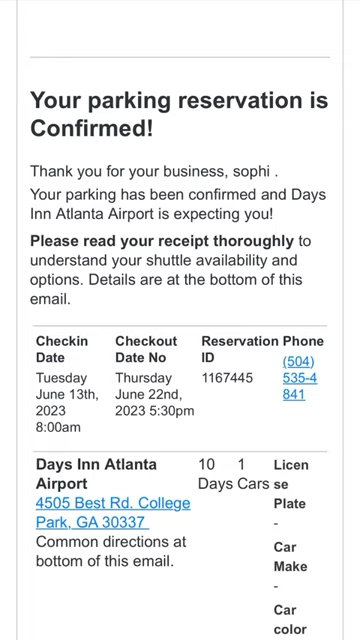 Your parking reservation is
Confirmed!
Thank you for your business, sophi .
Your parking has been confirmed and Days
Inn Atlanta Airport is expecting you!
Please read your receipt thoroughly to
understand your shuttle availability and
options. Details are at the bottom of this
email.
Checkin Date
Checkout Date No
Reservation ID
Phone
Tuesday
June 13th,
2023
8:00am
Thursday
June 22nd,
2023 5:30pm
1167445
(504)
535-4
841
Days Inn Atlanta
Airport
4505 Best Rd. College
Park, GA 30337
Common directions at
bottom of this email.
10
Days
1
Cars
Licen
se
Plate
-
Car
Make
-
Car
color